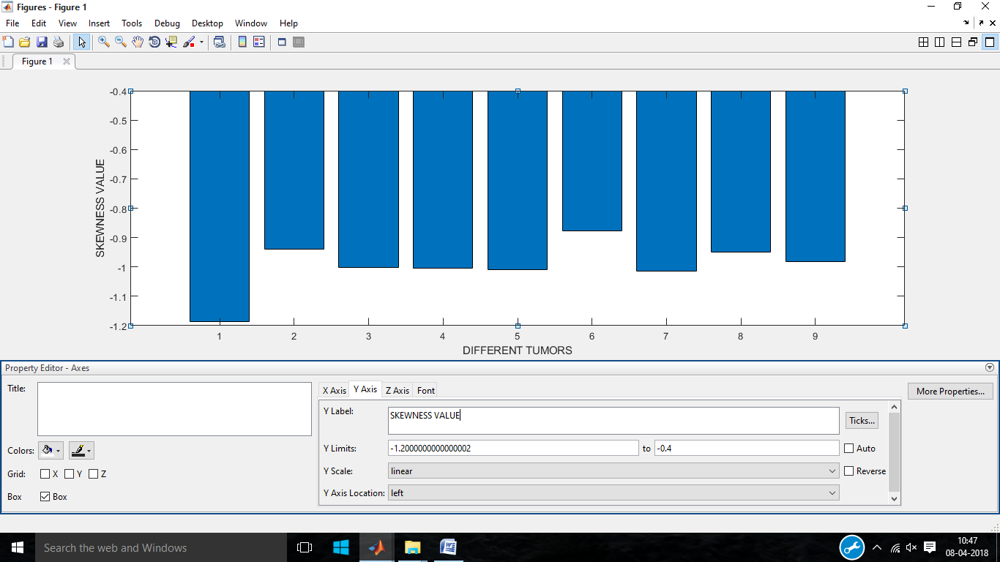 Figures - Figure 1
File Edit View Insert Tools Debug Desktop Window Help
Figure 1
-0.4
-0.5
-0.6
-0.7
-0.8
-0.9
-1
-1.1
-1.2
SKEWNESS VALUE
1 2 3 4 5 6 7 8 9
DIFFERENT TUMORS
Property Editor - Axes
Title:
Colors:
Grid: X Y Z
Box Box
X Axis Y Axis Z Axis Font
Y Label: SKEWNESS VALUE
Ticks...
Y Limits: -1.2000000000000002 to -0.4 Auto
Y Scale: linear Reverse
Y Axis Location: left
More Properties...
Search the web and Windows
10:47
08-04-2018